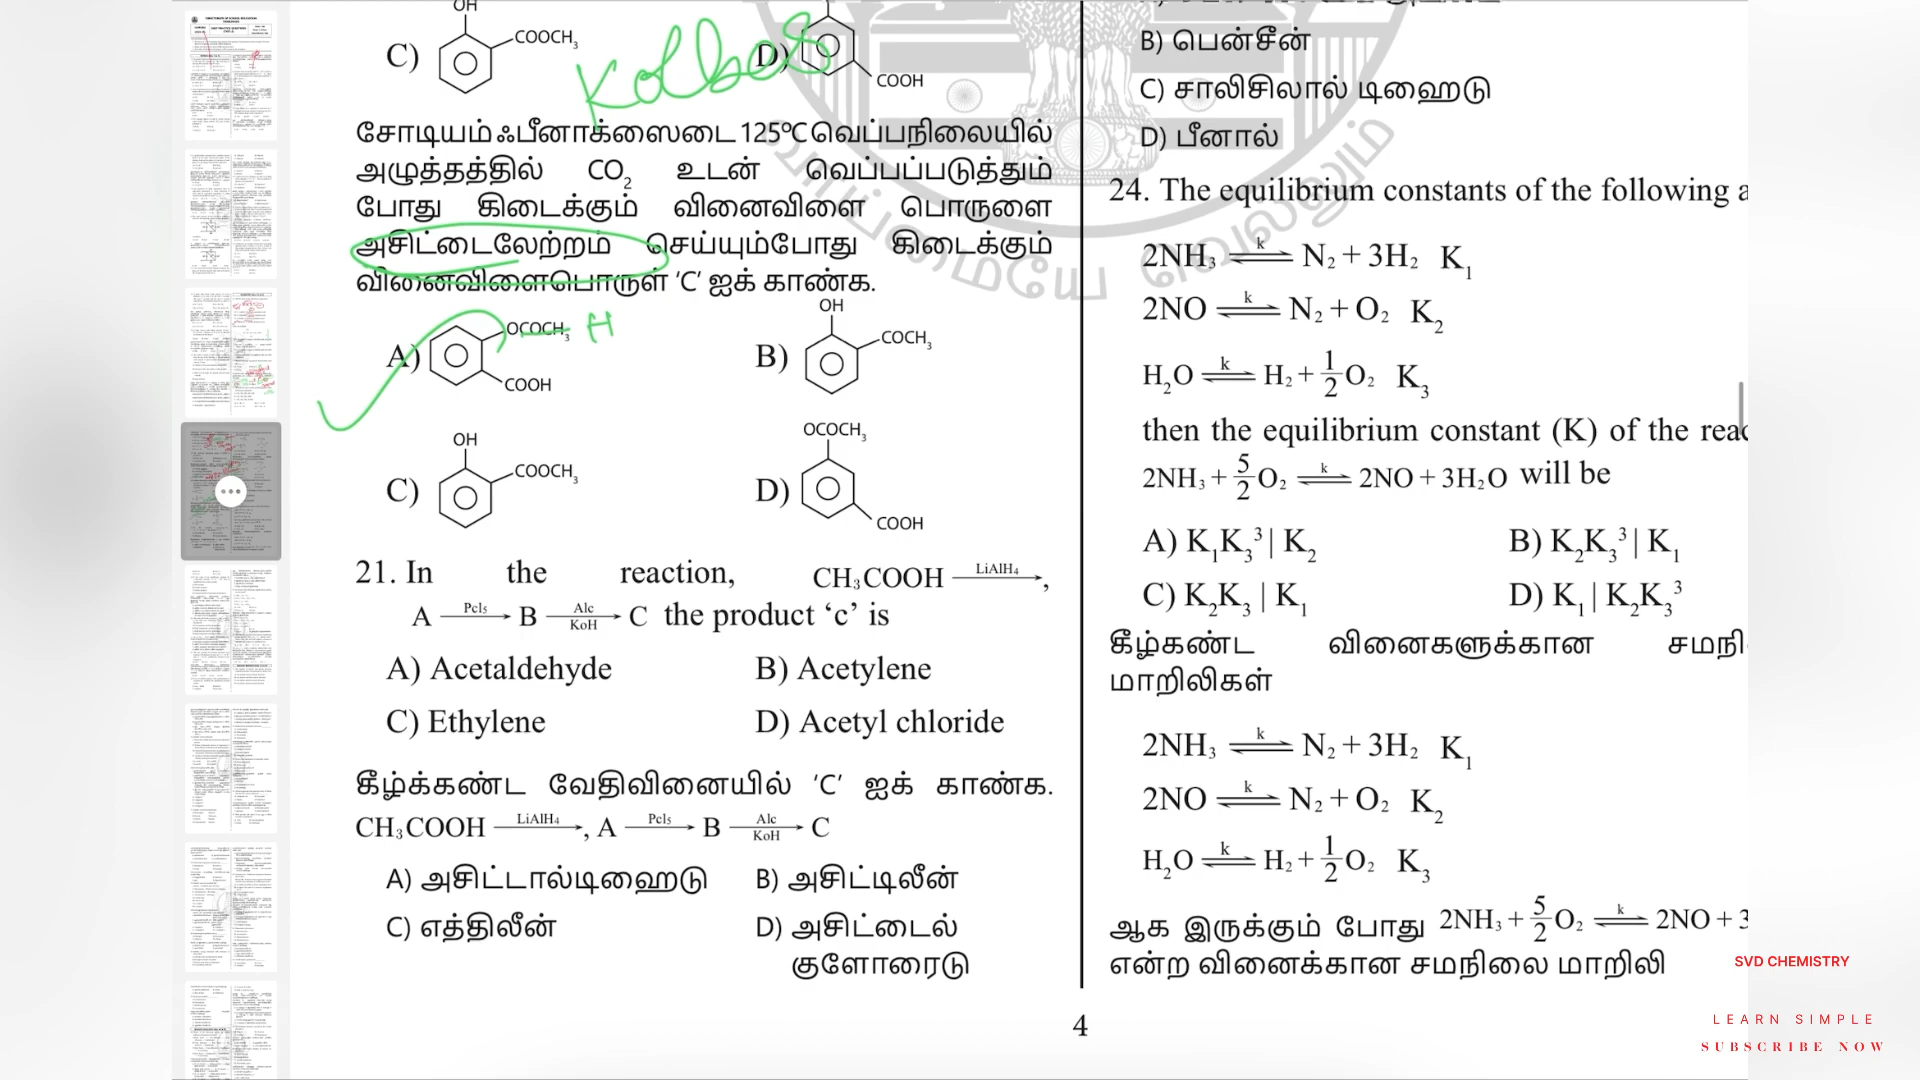 OH
C)
COOCH3
Kolbes
D)
COOH
சோடியம் ஃபீனாக்ஸைடை 125°C வெப்பநிலையில்
அழுத்தத்தில் CO2 உடன் வெப்பப்படுத்தும்
போது கிடைக்கும் வினைவிளை பொருளை
அசிட்டைலேற்றம் செய்யும்போது கிடைக்கும்
வினைவிளைபொருள் ‘C’ ஐக் காண்க.
A)
OCOCH3 H
COOH
B)
OH
COCH3
C)
OH
COOCH3
D)
OCOCH3
COOH
21. In the reaction, CH3COOH LiAlH4 ,
A Pcl5 B Alc KoH C the product ‘c’ is
A) Acetaldehyde B) Acetylene
C) Ethylene D) Acetyl chloride
கீழ்க்கண்ட வேதிவினையில் ‘C’ ஐக் காண்க.
CH3COOH LiAlH4 , A Pcl5 B Alc KoH C
A) அசிட்டால்டிஹைடு B) அசிட்டிலீன்
C) எத்திலீன் D) அசிட்டைல்
குளோரைடு
B) பென்சீன்
C) சாலிசிலால் டிஹைடு
D) பீனால்
24. The equilibrium constants of the following a
2NH3 ⇌ k N2 + 3H2 K1
2NO ⇌ k N2 + O2 K2
H2O ⇌ k H2 + 1/2 O2 K3
then the equilibrium constant (K) of the reac
2NH3 + 5/2 O2 ⇌ k 2NO + 3H2O will be
A) K1K3³ | K2 B) K2K3³ | K1
C) K2K3 | K1 D) K1 | K2K3³
கீழ்கண்ட வினைகளுக்கான சமநி
மாறிலிகள்
2NH3 ⇌ k N2 + 3H2 K1
2NO ⇌ k N2 + O2 K2
H2O ⇌ k H2 + 1/2 O2 K3
ஆக இருக்கும் போது 2NH3 + 5/2 O2 ⇌ k 2NO + 3
என்ற வினைக்கான சமநிலை மாறிலி
4
SVD CHEMISTRY
LEARN SIMPLE
SUBSCRIBE NOW